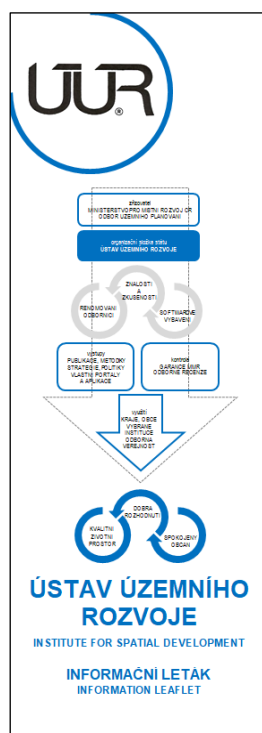 ÚÚR®
zřizovatel
MINISTERSTVO PRO MÍSTNÍ ROZVOJ ČR
ODBOR ÚZEMNÍHO PLÁNOVÁNÍ
organizační složka státu
ÚSTAV ÚZEMNÍHO ROZVOJE
ZNALOSTI
A
ZKUŠENOSTI
RENOMOVANÍ
ODBORNÍCI
SOFTWAROVÉ
VYBAVENÍ
výstupy
PUBLIKACE, METODIKY
STRATEGIE, POLITIKY
VLASTNÍ PORTÁLY
A APLIKACE
kontrola
GARANCE MMR
ODBORNÉ RECENZE
využití
KRAJE, OBCE
VYBRANÉ
INSTITUCE
ODBORNÁ
VEŘEJNOST
DOBRÁ
ROZHODNUTÍ
KVALITNÍ
ŽIVOTNÍ
PROSTOR
SPOKOJENÝ
OBČAN
ÚSTAV ÚZEMNÍHO
ROZVOJE
INSTITUTE FOR SPATIAL DEVELOPMENT
INFORMAČNÍ LETÁK
INFORMATION LEAFLET